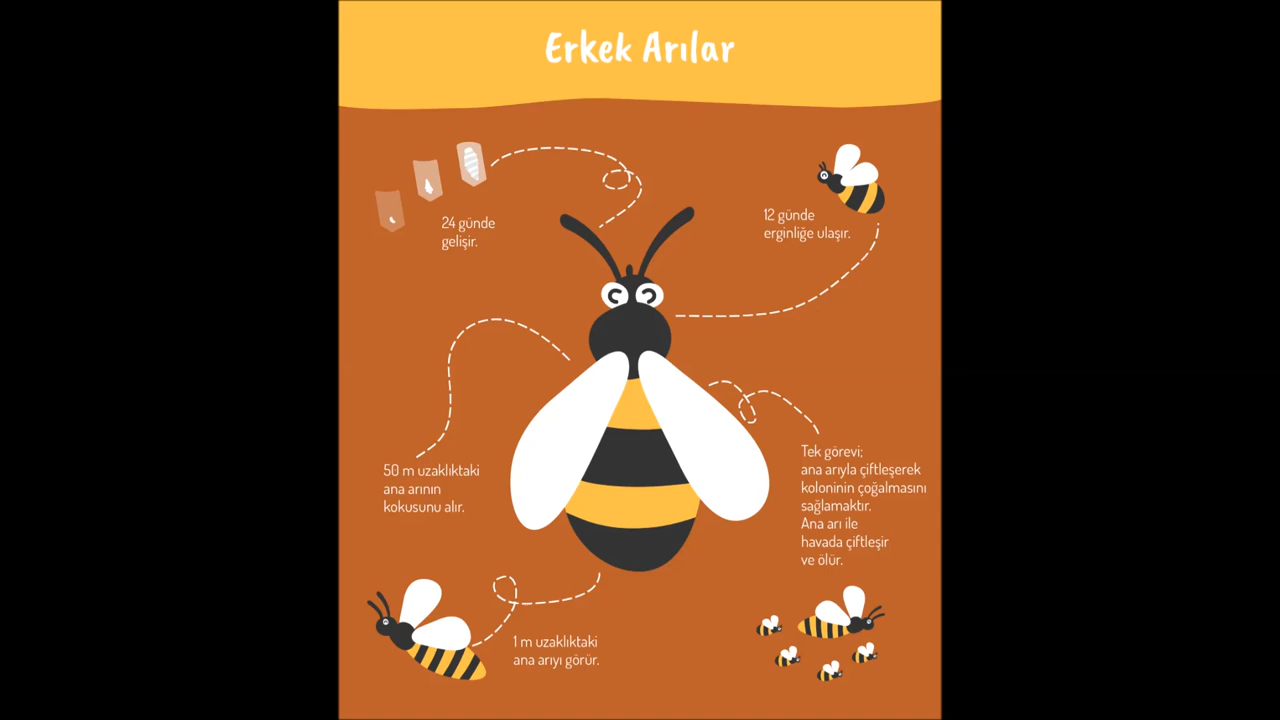 Erkek Arılar
24 günde
gelişir.
12 günde
erginliğe ulaşır.
50 m uzaklıktaki
ana arının
kokusunu alır.
Tek görevi;
ana arıyla çiftleşerek
koloninin çoğalmasını
sağlamaktır.
Ana arı ile
havada çiftleşir
ve ölür.
1 m uzaklıktaki
ana arıyı görür.